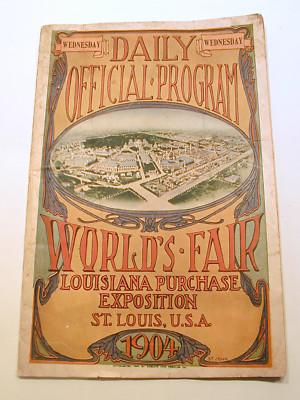 WEDNESDAY DAILY WEDNESDAY
OFFICIAL·PROGRAM
WORLD'S·FAIR
LOUISIANA PURCHASE
EXPOSITION
ST. LOUIS, U.S.A.
1904